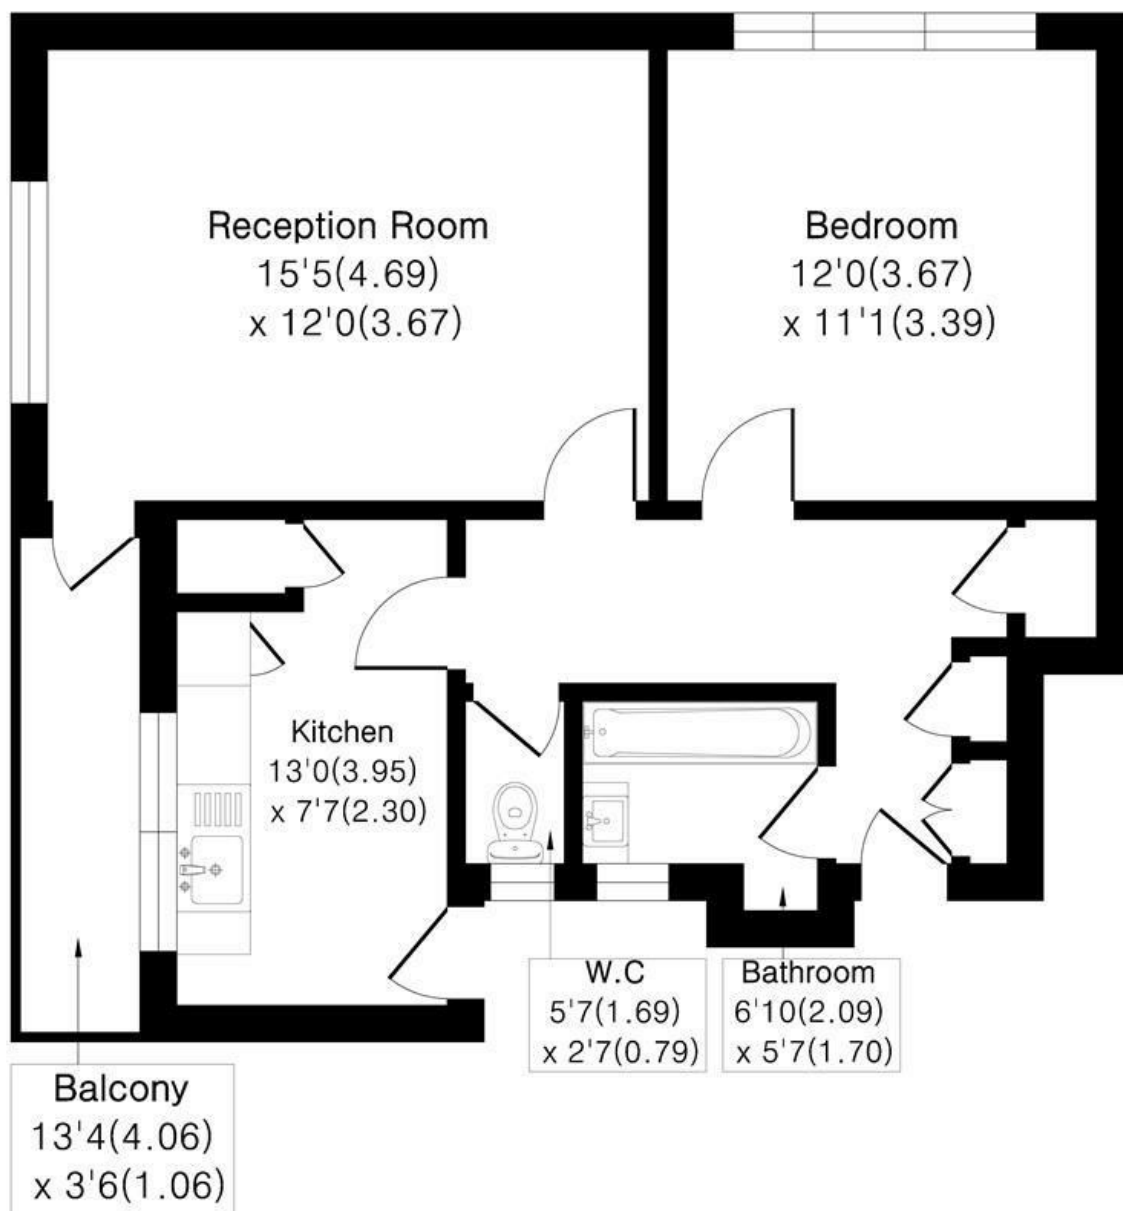 Reception Room
15'5(4.69)
x 12'0(3.67)
Bedroom
12'0(3.67)
x 11'1(3.39)
Kitchen
13'0(3.95)
x 7'7(2.30)
W.C
5'7(1.69)
x 2'7(0.79)
Bathroom
6'10(2.09)
x 5'7(1.70)
Balcony
13'4(4.06)
x 3'6(1.06)